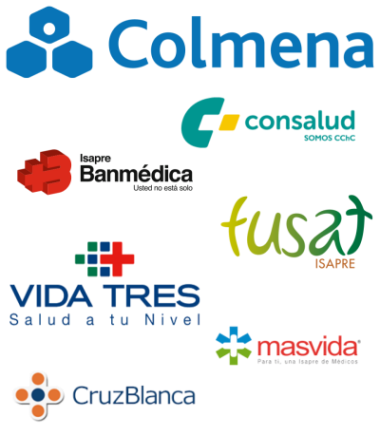 Colmena
consalud
SOMOS CChC
Isapre
Banmédica
Usted no está solo
fusat
ISAPRE
VIDA TRES
Salud a tu Nivel
masvida
Para ti, una Isapre de Médicos
CruzBlanca